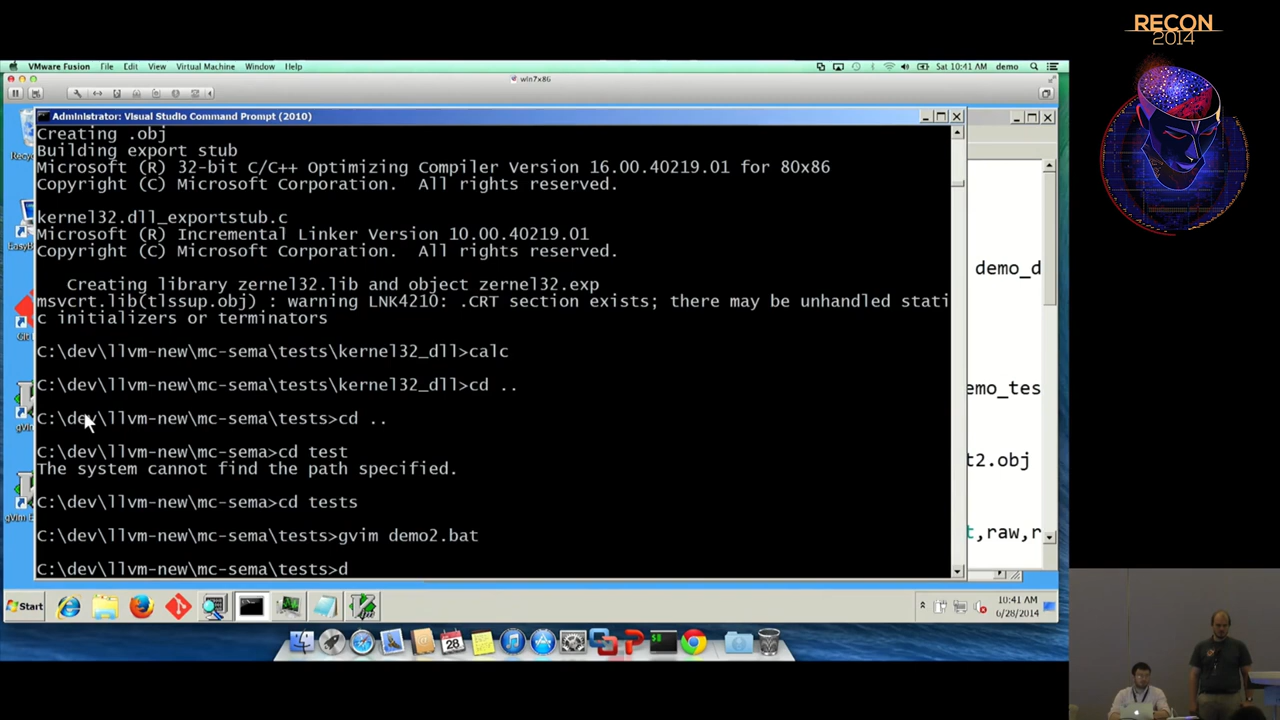 RECON
2014
VMware Fusion File Edit View Virtual Machine Window Help
Sat 10:41 AM demo
win7x86
Administrator: Visual Studio Command Prompt (2010)
Creating .obj
Building export stub
Microsoft (R) 32-bit C/C++ Optimizing Compiler Version 16.00.40219.01 for 80x86
Copyright (C) Microsoft Corporation.  All rights reserved.
kernel32.dll_exportstub.c
Microsoft (R) Incremental Linker Version 10.00.40219.01
Copyright (C) Microsoft Corporation.  All rights reserved.
Creating library zernel32.lib and object zernel32.exp
msvcrt.lib(tlssup.obj) : warning LNK4210: .CRT section exists; there may be unhandled stati
c initializers or terminators
C:\dev\llvm-new\mc-sema\tests\kernel32_dll>calc
C:\dev\llvm-new\mc-sema\tests\kernel32_dll>cd ..
C:\dev\llvm-new\mc-sema\tests>cd ..
C:\dev\llvm-new\mc-sema>cd test
The system cannot find the path specified.
C:\dev\llvm-new\mc-sema>cd tests
C:\dev\llvm-new\mc-sema\tests>gvim demo2.bat
C:\dev\llvm-new\mc-sema\tests>d
demo_d
emo_tes
t2.obj
t,raw,r
Start
10:41 AM
6/28/2014
28